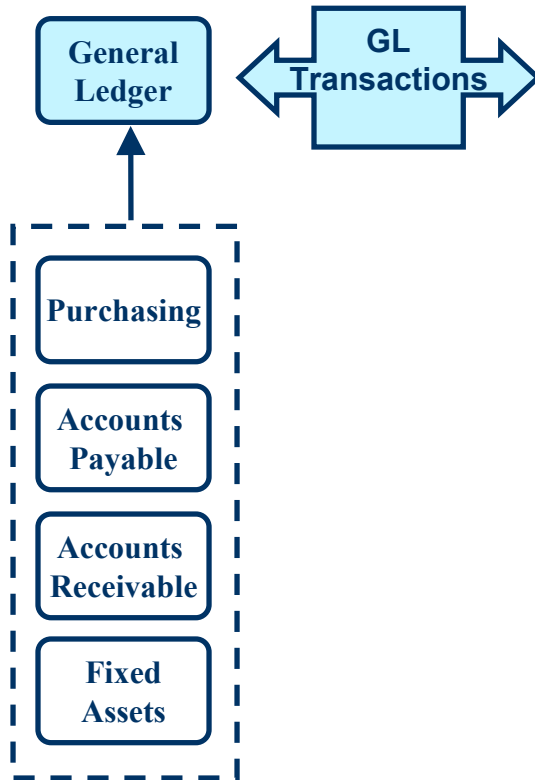 General
Ledger
GL
Transactions
Purchasing
Accounts
Payable
Accounts
Receivable
Fixed
Assets